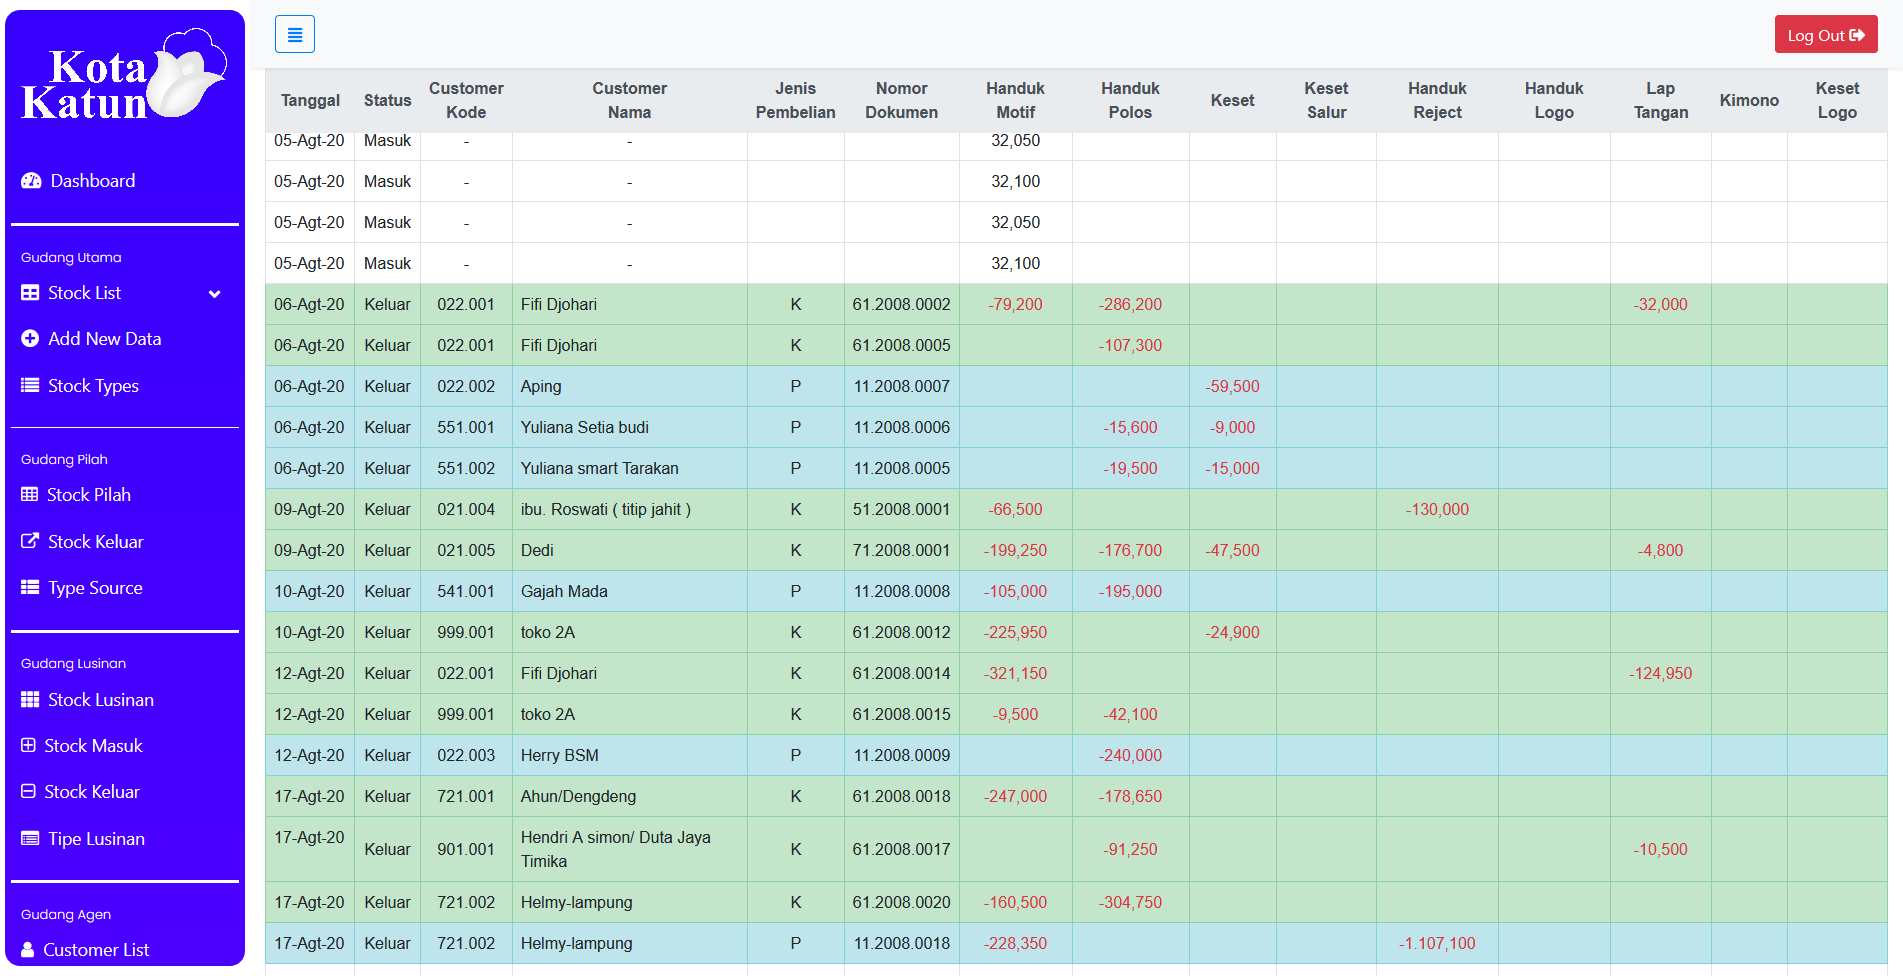 Kota
Katun
Dashboard
Gudang Utama
Stock List
Add New Data
Stock Types
Gudang Pilah
Stock Pilah
Stock Keluar
Type Source
Gudang Lusinan
Stock Lusinan
Stock Masuk
Stock Keluar
Tipe Lusinan
Gudang Agen
Customer List
Log Out
Tanggal Status Customer Kode Customer Nama Jenis Pembelian Nomor Dokumen Handuk Motif Handuk Polos Keset Keset Salur Handuk Reject Handuk Logo Lap Tangan Kimono Keset Logo
05-Agt-20 Masuk - - 32,050
05-Agt-20 Masuk - - 32,100
05-Agt-20 Masuk - - 32,050
05-Agt-20 Masuk - - 32,100
06-Agt-20 Keluar 022.001 Fifi Djohari K 61.2008.0002 -79,200 -286,200 -32,000
06-Agt-20 Keluar 022.001 Fifi Djohari K 61.2008.0005 -107,300
06-Agt-20 Keluar 022.002 Aping P 11.2008.0007 -59,500
06-Agt-20 Keluar 551.001 Yuliana Setia budi P 11.2008.0006 -15,600 -9,000
06-Agt-20 Keluar 551.002 Yuliana smart Tarakan P 11.2008.0005 -19,500 -15,000
09-Agt-20 Keluar 021.004 ibu. Roswati ( titip jahit ) K 51.2008.0001 -66,500 -130,000
09-Agt-20 Keluar 021.005 Dedi K 71.2008.0001 -199,250 -176,700 -47,500 -4,800
10-Agt-20 Keluar 541.001 Gajah Mada P 11.2008.0008 -105,000 -195,000
10-Agt-20 Keluar 999.001 toko 2A K 61.2008.0012 -225,950 -24,900
12-Agt-20 Keluar 022.001 Fifi Djohari K 61.2008.0014 -321,150 -124,950
12-Agt-20 Keluar 999.001 toko 2A K 61.2008.0015 -9,500 -42,100
12-Agt-20 Keluar 022.003 Herry BSM P 11.2008.0009 -240,000
17-Agt-20 Keluar 721.001 Ahun/Dengdeng K 61.2008.0018 -247,000 -178,650
17-Agt-20 Keluar 901.001 Hendri A simon/ Duta Jaya Timika K 61.2008.0017 -91,250 -10,500
17-Agt-20 Keluar 721.002 Helmy-lampung K 61.2008.0020 -160,500 -304,750
17-Agt-20 Keluar 721.002 Helmy-lampung P 11.2008.0018 -228,350 -1.107,100